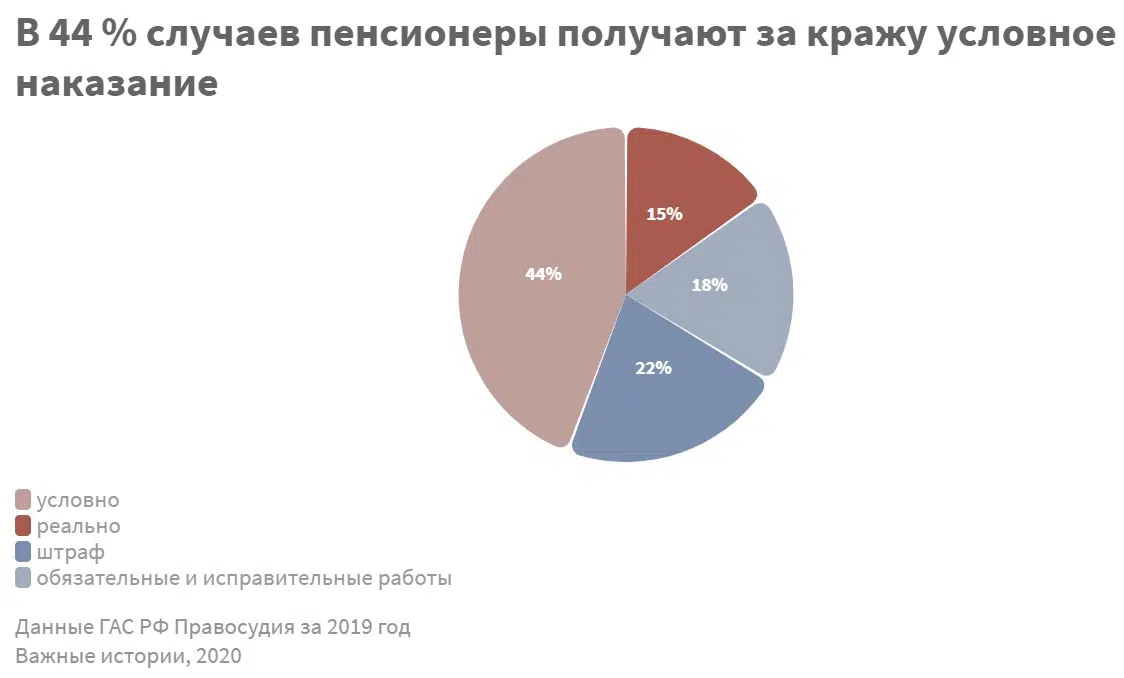 В 44 % случаев пенсионеры получают за кражу условное
наказание
15%
44%
18%
22%
условно
реально
штраф
обязательные и исправительные работы
Данные ГАС РФ Правосудия за 2019 год
Важные истории, 2020